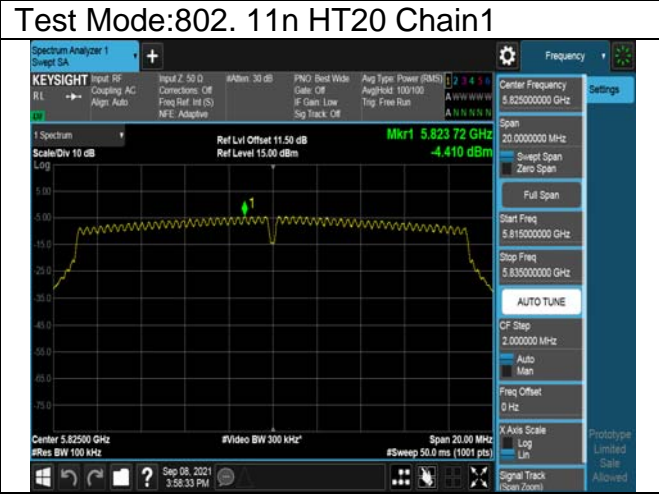 Test Mode:802. 11n HT20 Chain1
Spectrum Analyzer 1
Swept SA
+
Frequency
KEYSIGHT
RL
Input: RF
Coupling: AC
Align: Auto
Input Z: 50 Ω
Corrections: Off
Freq Ref: Int (S)
NFE: Adaptive
#Atten: 30 dB
PNO: Best Wide
Gate: Off
IF Gain: Low
Sig Track: Off
Avg Type: Power (RMS)
Avg|Hold: 100/100
Trig: Free Run
1 2 3 4 5 6
A W W W W W
A N N N N N
1 Spectrum
Scale/Div 10 dB
Log
Ref Lvl Offset 11.50 dB
Ref Level 15.00 dBm
Mkr1 5.823 72 GHz
-4.410 dBm
5.00
-5.00
-15.0
-25.0
-35.0
-45.0
-55.0
-65.0
-75.0
1
Center 5.82500 GHz
#Res BW 100 kHz
#Video BW 300 kHz*
Span 20.00 MHz
#Sweep 50.0 ms (1001 pts)
?
Sep 08, 2021
3:58:33 PM
Center Frequency
5.825000000 GHz
Settings
Span
20.0000000 MHz
Swept Span
Zero Span
Full Span
Start Freq
5.815000000 GHz
Stop Freq
5.835000000 GHz
AUTO TUNE
CF Step
2.000000 MHz
Auto
Man
Freq Offset
0 Hz
X Axis Scale
Log
Lin
Signal Track
(Span Zoom)
Prototype
Limited
Sale
Allowed